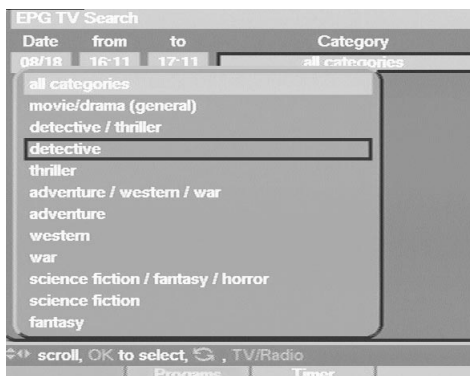 EPG TV Search
Date from to Category
08/18 16:11 17:11 all categories
all categories
movie/drama (general)
detective / thriller
detective
thriller
adventure / western / war
adventure
western
war
science fiction / fantasy / horror
science fiction
fantasy
scroll, OK to select, , TV/Radio
Programs Timer